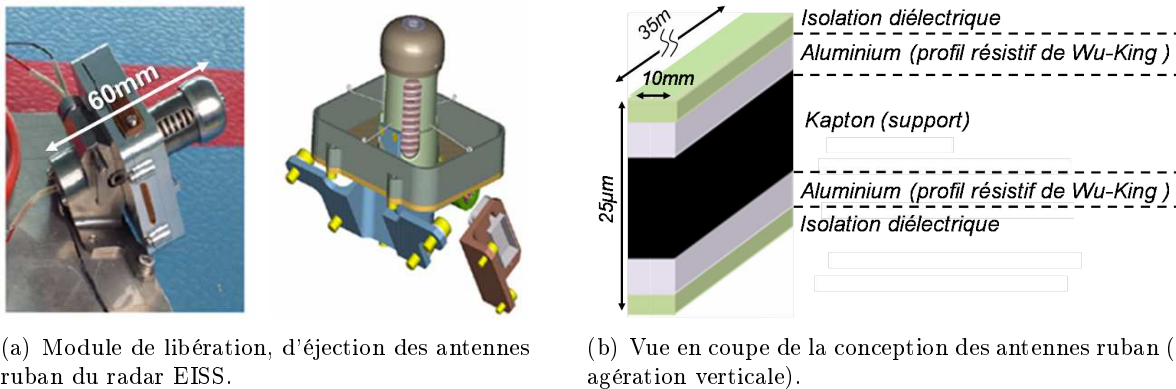 60mm
35m
10mm
25µm
Isolation diélectrique
Aluminium (profil résistif de Wu-King )
Kapton (support)
Aluminium (profil résistif de Wu-King )
Isolation diélectrique
(a) Module de libération, d'éjection des antennes
ruban du radar EISS.
(b) Vue en coupe de la conception des antennes ruban (
agération verticale).